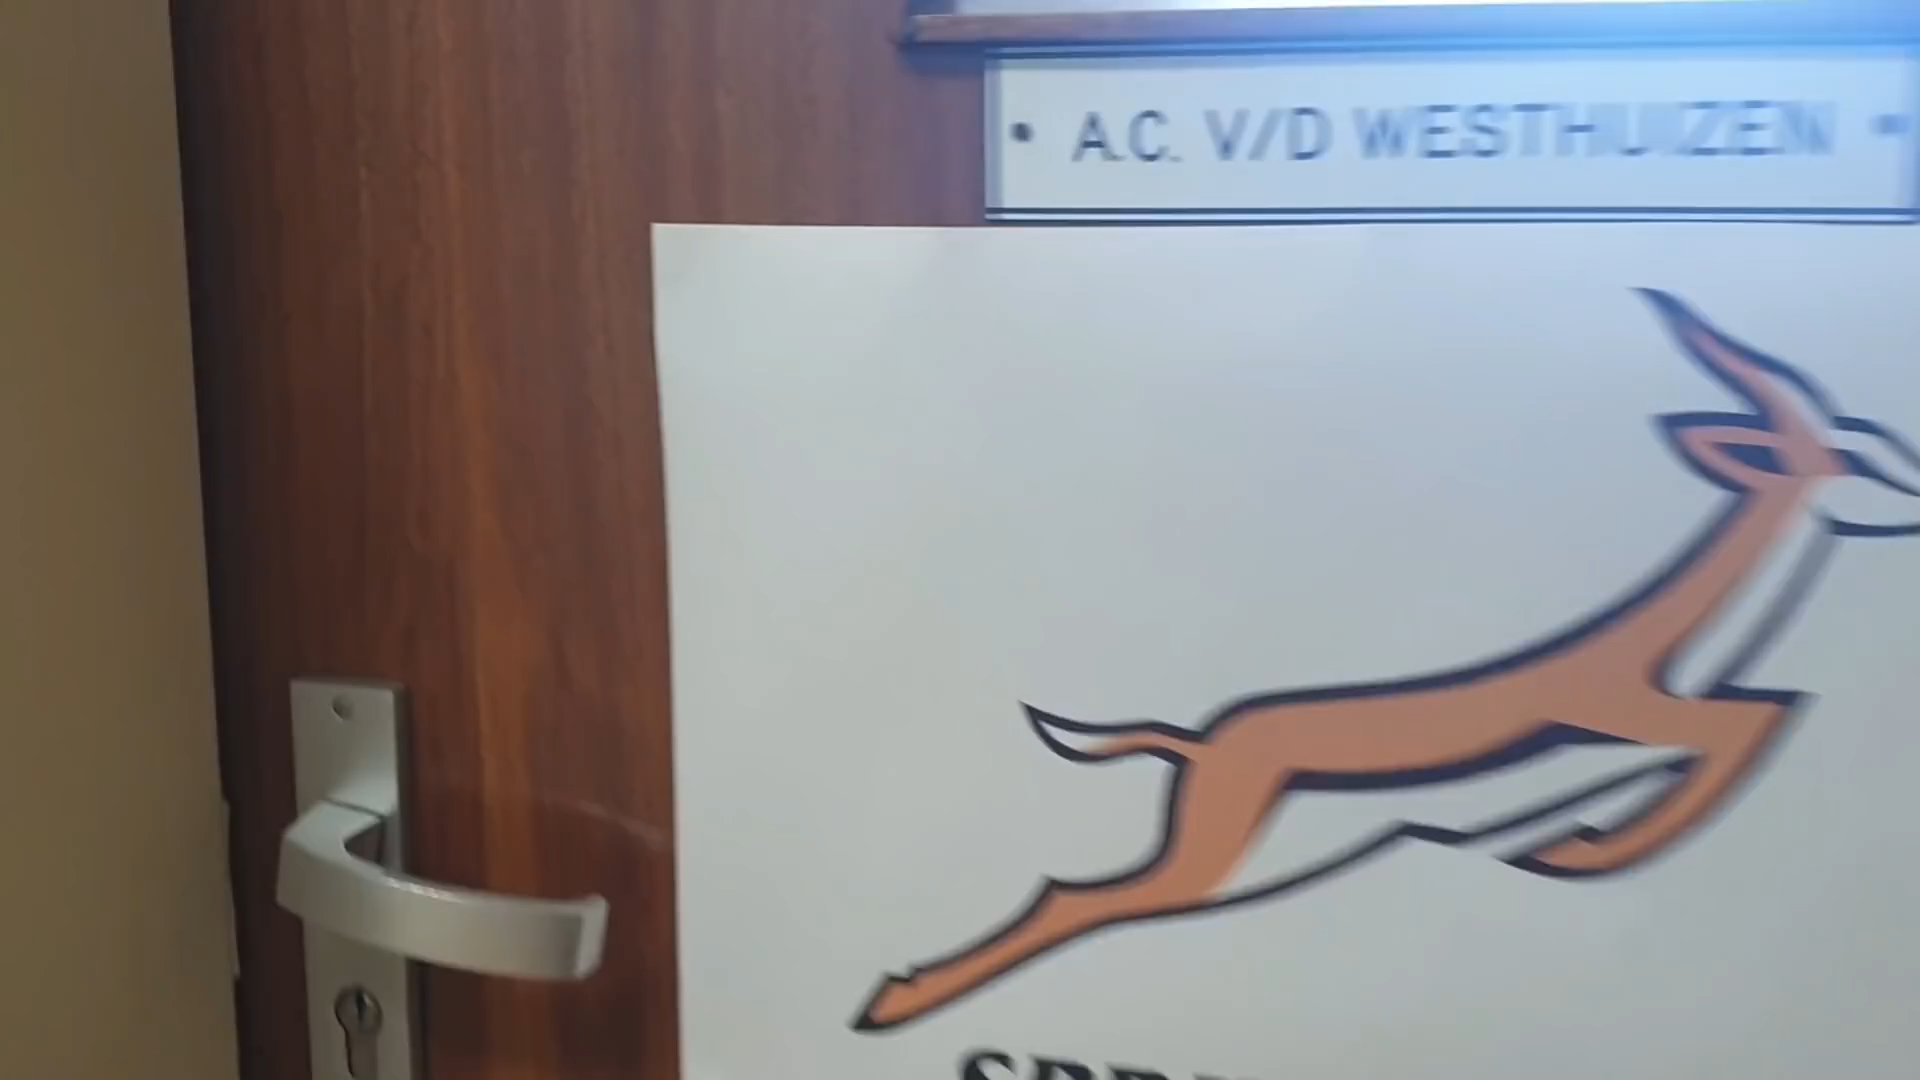 • A.C. V/D WESTHUIZEN •